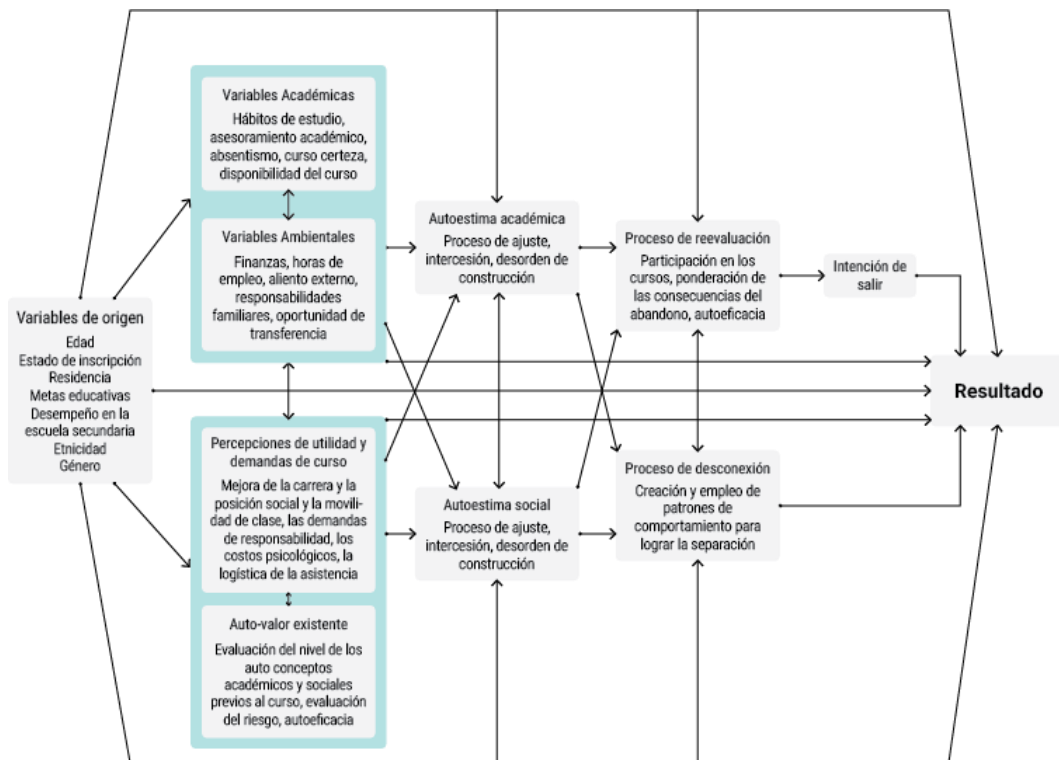 Variables de origen
Edad
Estado de inscripción
Residencia
Metas educativas
Desempeño en la
escuela secundaria
Etnicidad
Género
Variables Académicas
Hábitos de estudio,
asesoramiento académico,
absentismo, curso certeza,
disponibilidad del curso
Variables Ambientales
Finanzas, horas de
empleo, aliento externo,
responsabilidades
familiares, oportunidad de
transferencia
Percepciones de utilidad y
demandas de curso
Mejora de la carrera y la
posición social y la movili-
dad de clase, las demandas
de responsabilidad, los
costos psicológicos, la
logística de la asistencia
Auto-valor existente
Evaluación del nivel de los
auto conceptos
académicos y sociales
previos al curso, evaluación
del riesgo, autoeficacia
Autoestima académica
Proceso de ajuste,
intercesión, desorden de
construcción
Autoestima social
Proceso de ajuste,
intercesión, desorden de
construcción
Proceso de reevaluación
Participación en los
cursos, ponderación de
las consecuencias del
abandono, autoeficacia
Proceso de desconexión
Creación y empleo de
patrones de
comportamiento para
lograr la separación
Intención de
salir
Resultado